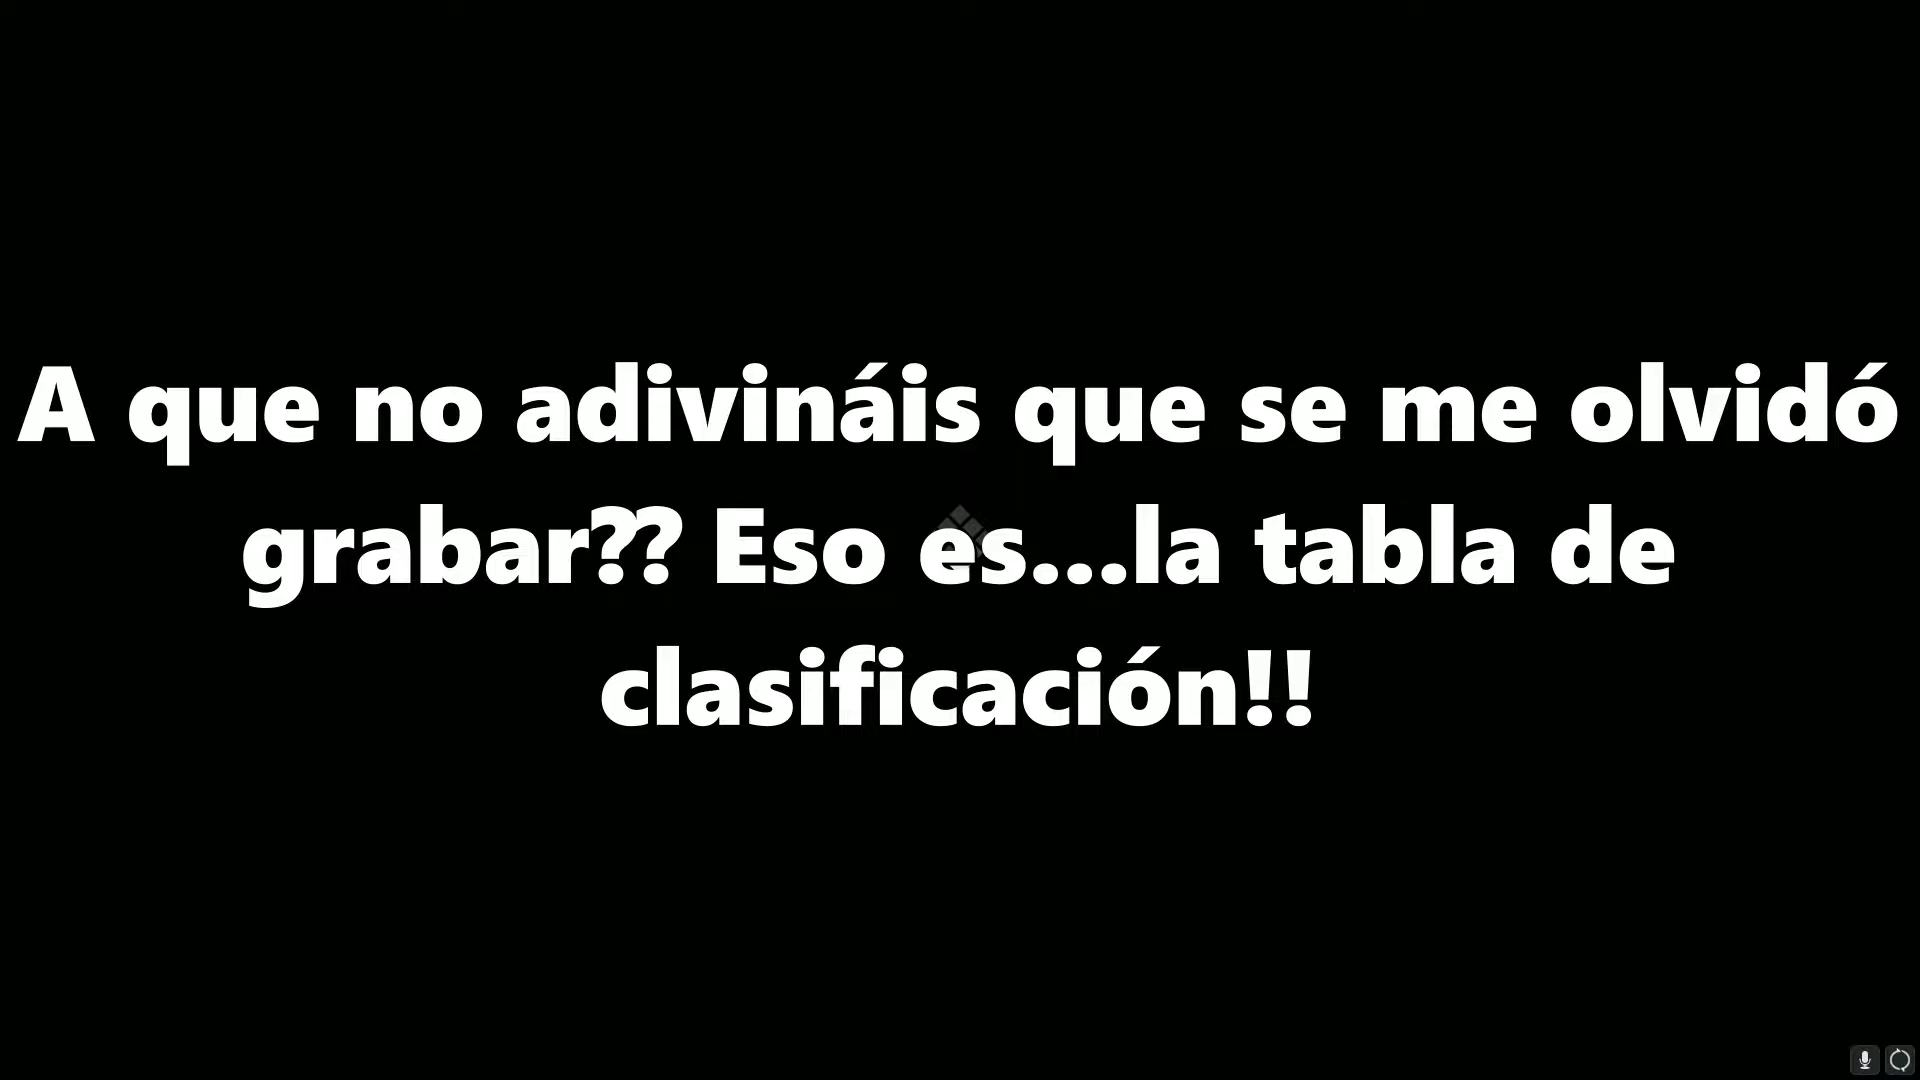 A que no adivináis que se me olvidó
grabar?? Eso es...la tabla de
clasificación!!